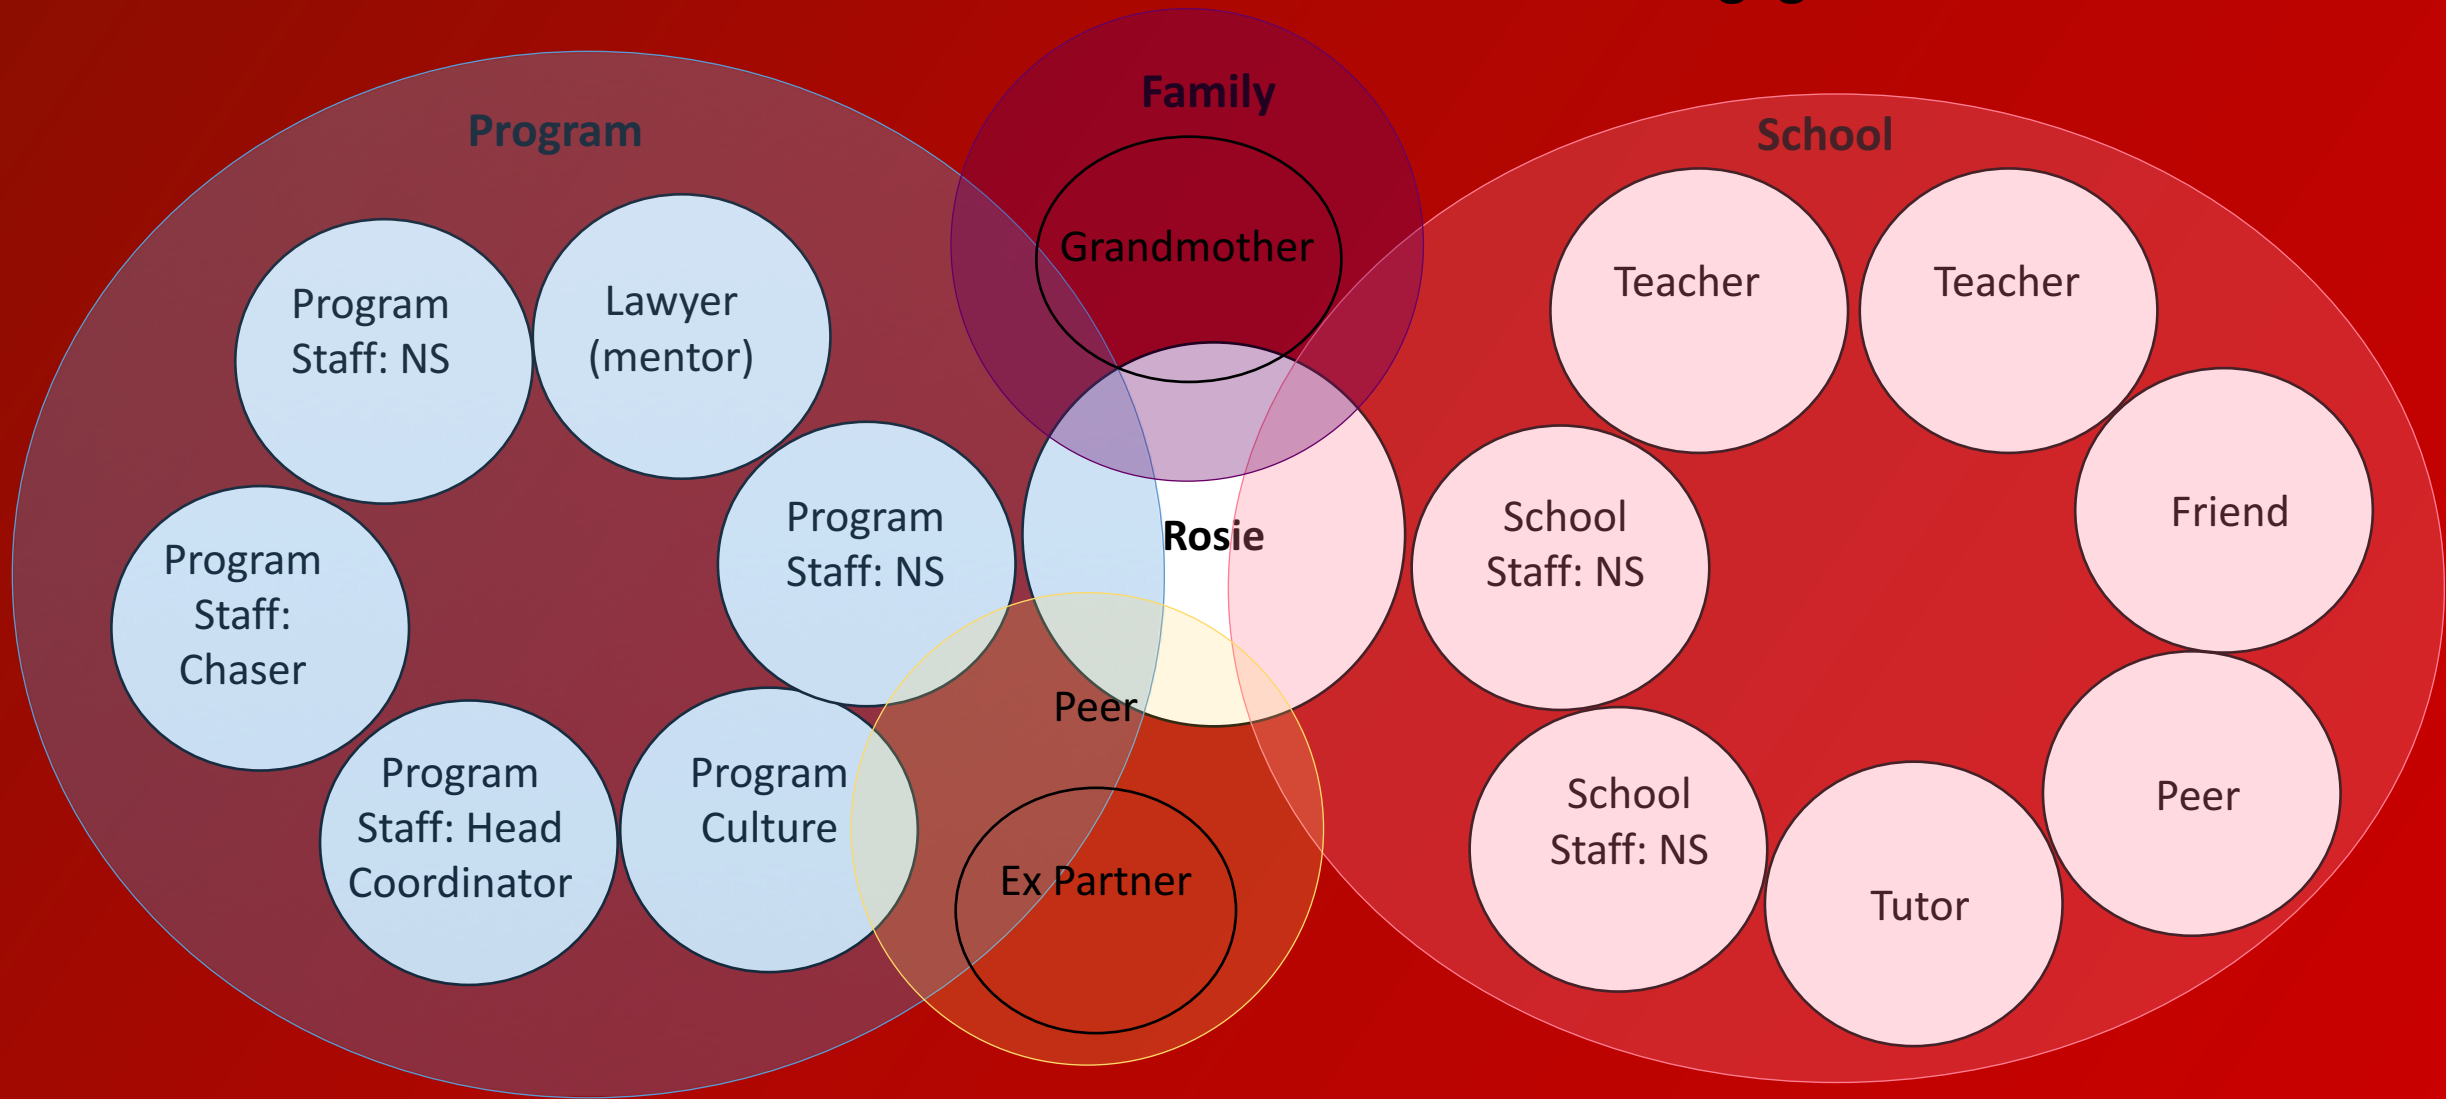 Family
Program
School
Grandmother
Program
Staff: NS
Lawyer
(mentor)
Teacher
Teacher
Program
Staff: NS
Rosie
School
Staff: NS
Friend
Program
Staff:
Chaser
Peer
Program
Staff: Head
Coordinator
Program
Culture
Ex Partner
School
Staff: NS
Tutor
Peer